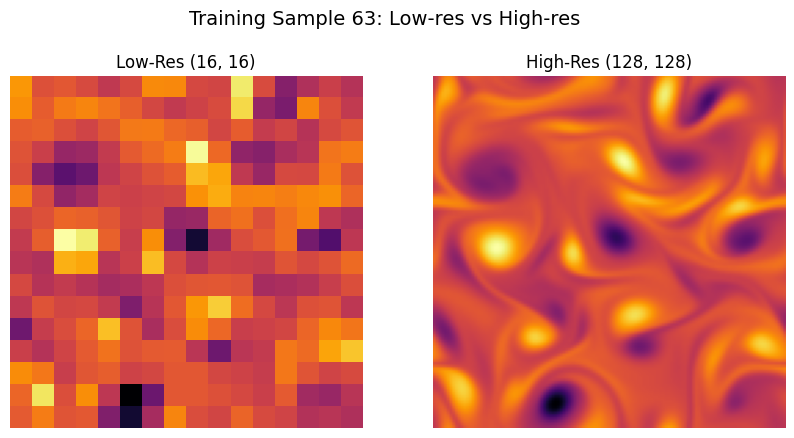 Training Sample 63: Low-res vs High-res
Low-Res (16, 16)
High-Res (128, 128)